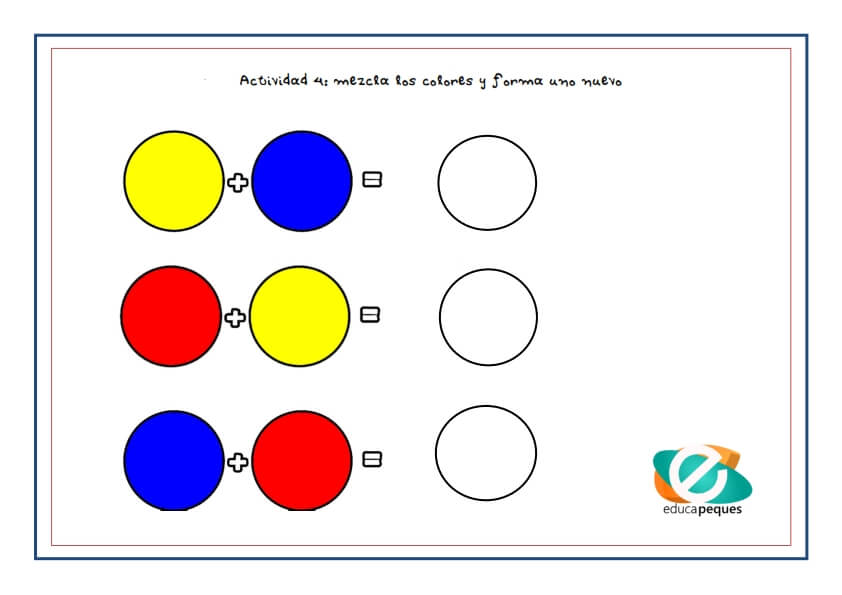 Actividad 4: mezcla los colores y forma uno nuevo
+ =
+ =
+ =
e
educapeques